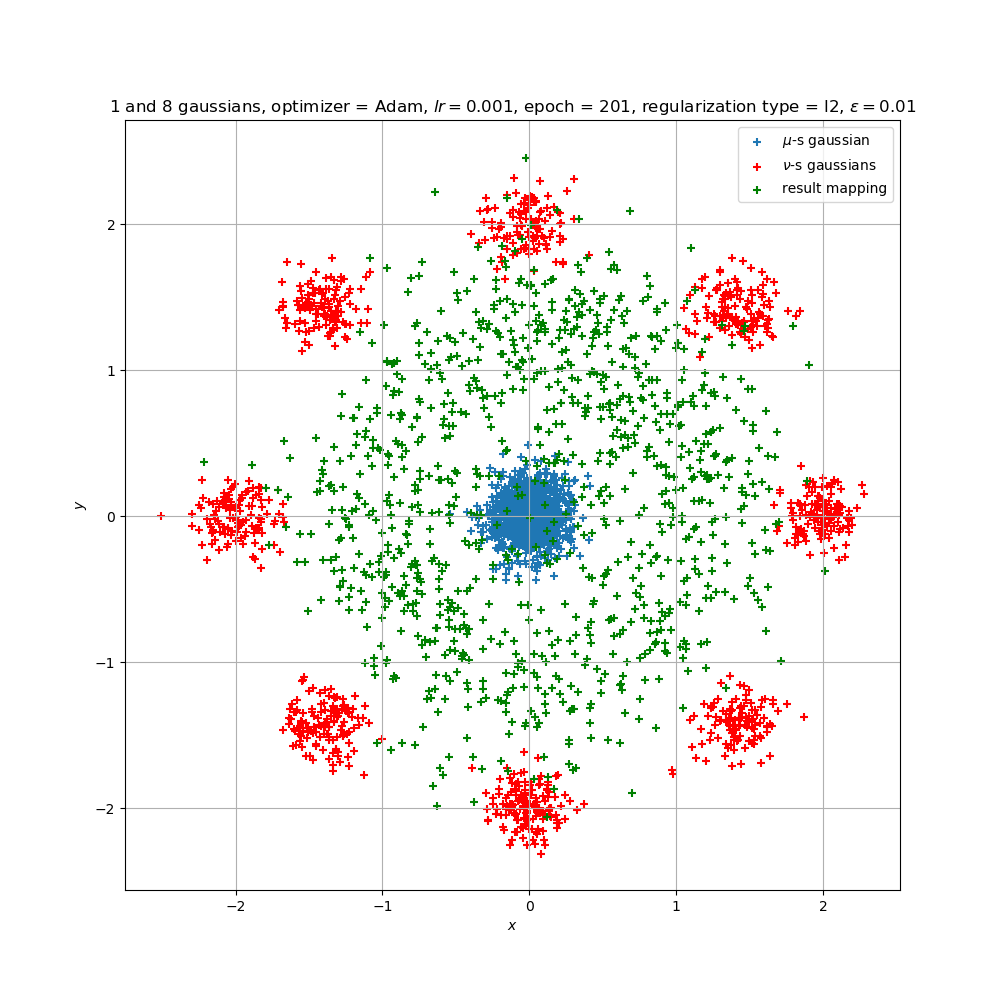 1 and 8 gaussians, optimizer = Adam, lr = 0.001, epoch = 201, regularization type = l2, ε = 0.01
μ-s gaussian
ν-s gaussians
result mapping
y
2
1
0
−1
−2
−2 −1 0 1 2
x